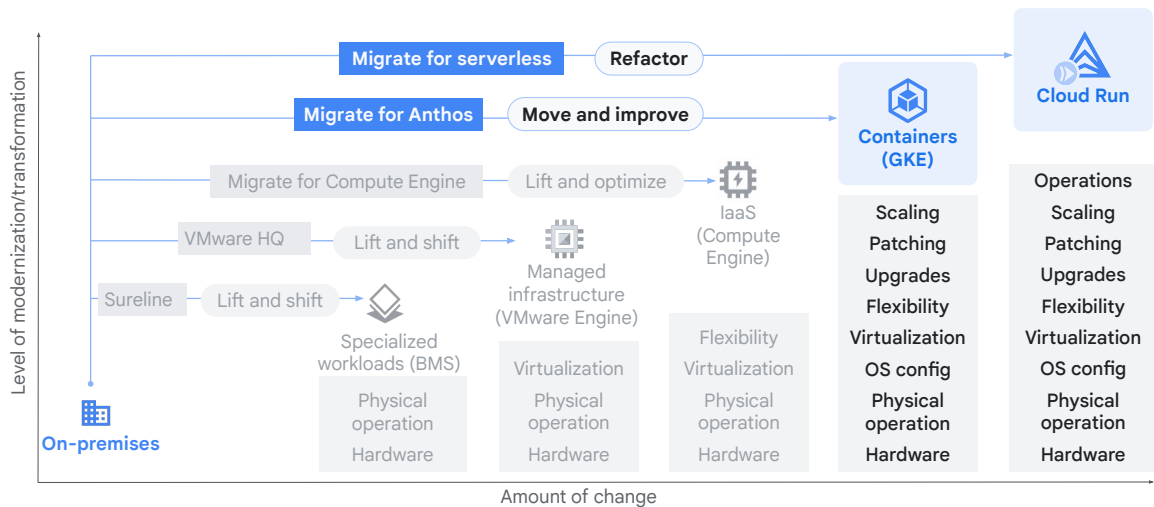 Level of modernization/transformation
Migrate for serverless
Refactor
Cloud Run
Migrate for Anthos
Move and improve
Containers
(GKE)
Migrate for Compute Engine
Lift and optimize
IaaS
(Compute
Engine)
VMware HQ
Lift and shift
Managed
infrastructure
(VMware Engine)
Sureline
Lift and shift
Specialized
workloads (BMS)
On-premises
Physical
operation
Hardware
Virtualization
Physical
operation
Hardware
Flexibility
Virtualization
Physical
operation
Hardware
Scaling
Patching
Upgrades
Flexibility
Virtualization
OS config
Physical
operation
Hardware
Operations
Scaling
Patching
Upgrades
Flexibility
Virtualization
OS config
Physical
operation
Hardware
Amount of change